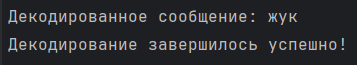 Декодированное сообщение: жук
Декодирование завершилось успешно!